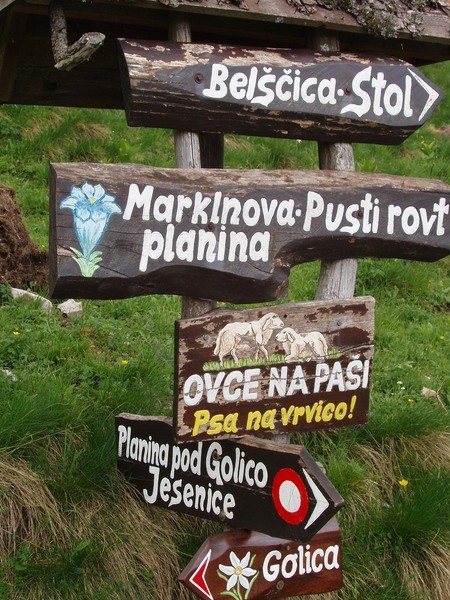 Belščica·Stol
Marklnova·Pusti rovt
planina
OVCE NA PAŠI
Psa na vrvico!
Planina pod Golico
Jesenice
Golica